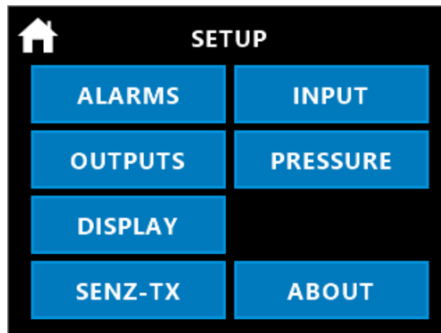 SETUP
ALARMS
INPUT
OUTPUTS
PRESSURE
DISPLAY
SENZ-TX
ABOUT